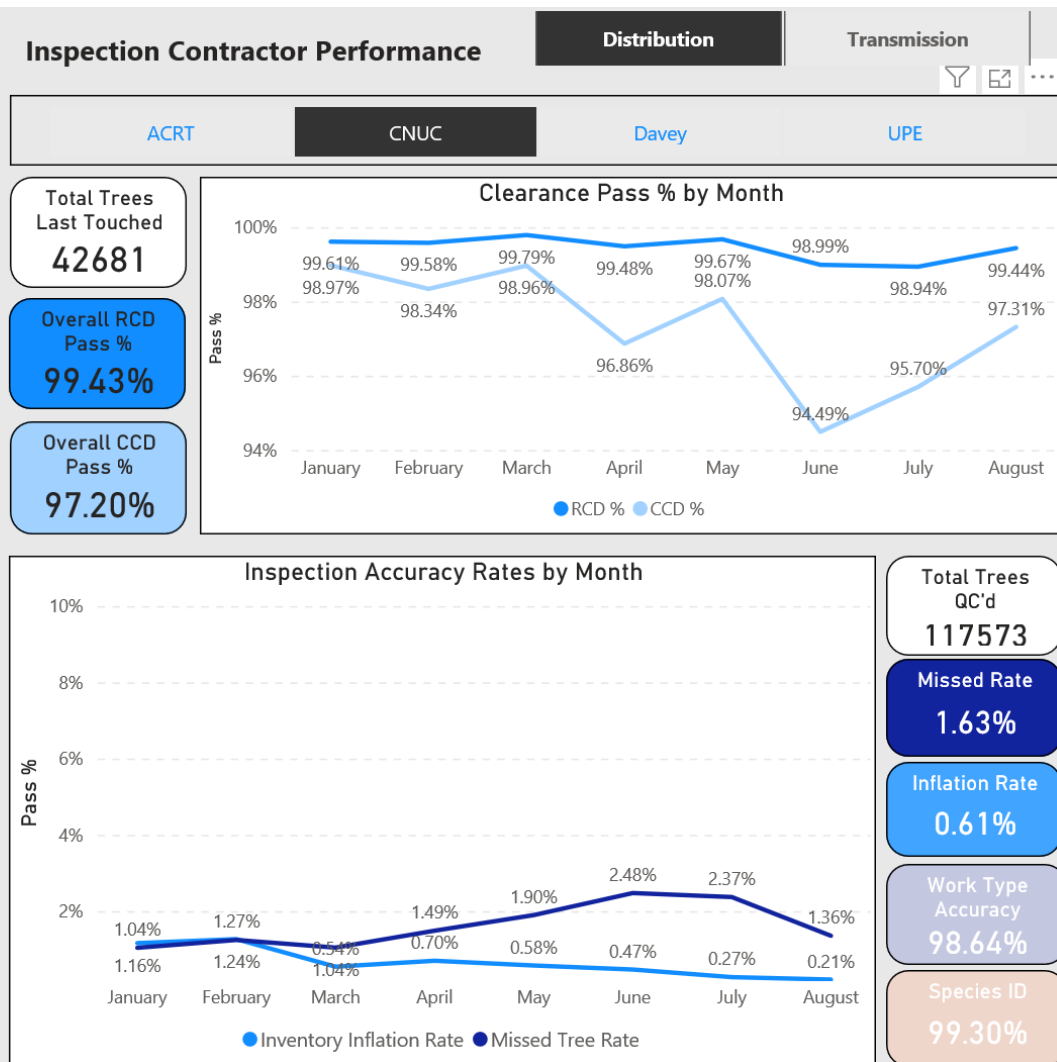 Inspection Contractor Performance
Distribution
Transmission
ACRT
CNUC
Davey
UPE
Total Trees
Last Touched
42681
Overall RCD
Pass %
99.43%
Overall CCD
Pass %
97.20%
Clearance Pass % by Month
Pass %
100%
98%
96%
94%
99.61%
99.58%
99.79%
99.48%
99.67%
98.99%
98.94%
99.44%
98.97%
98.34%
98.96%
96.86%
98.07%
94.49%
95.70%
97.31%
January
February
March
April
May
June
July
August
RCD %
CCD %
Inspection Accuracy Rates by Month
Pass %
10%
8%
6%
4%
2%
1.04%
1.27%
0.54%
1.49%
1.90%
2.48%
2.37%
1.36%
1.16%
1.24%
1.04%
0.70%
0.58%
0.47%
0.27%
0.21%
January
February
March
April
May
June
July
August
Inventory Inflation Rate
Missed Tree Rate
Total Trees
QC'd
117573
Missed Rate
1.63%
Inflation Rate
0.61%
Work Type
Accuracy
98.64%
Species ID
99.30%